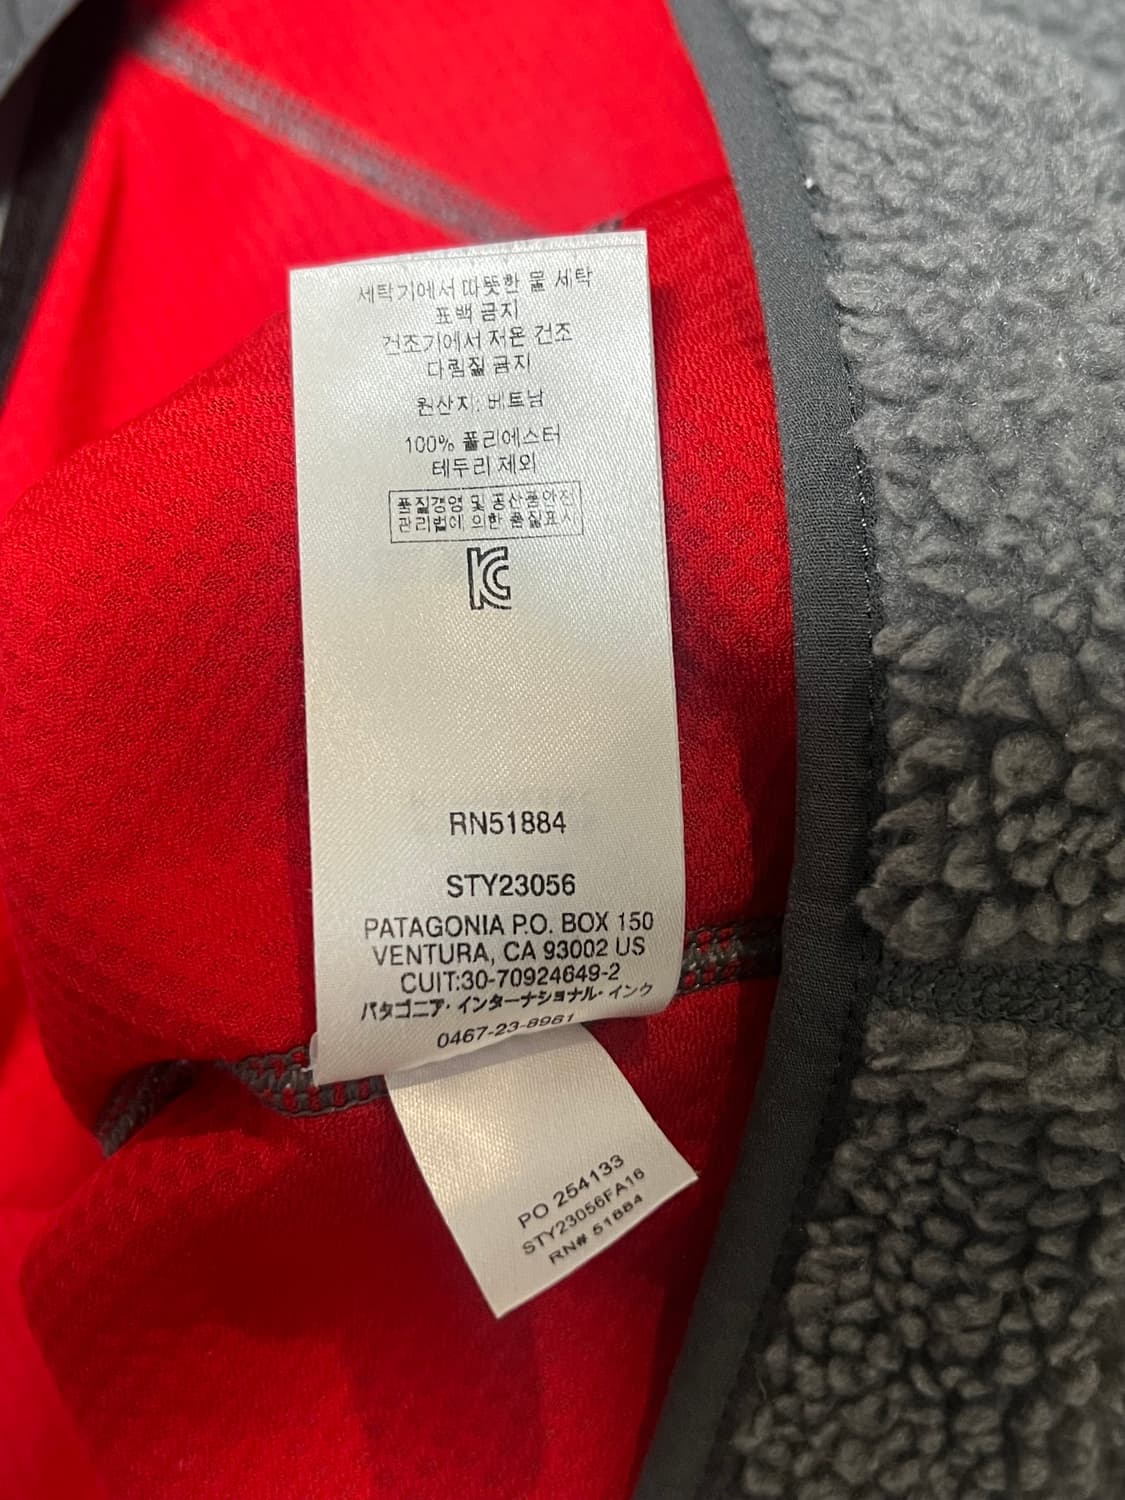 세탁기에서 따뜻한 물 세탁
표백 금지
건조기에서 저온 건조
다림질 금지
원산지: 베트남
100% 폴리에스터
테두리 제외
품질경영 및 공산품안전
관리법에 의한 품질표시
KC
RN51884
STY23056
PATAGONIA P.O. BOX 150
VENTURA, CA 93002 US
CUIT:30-70924649-2
パタゴニア・インターナショナル・インク
0467-23-8961
PO 254133
STY23056FA16
RN# 51884